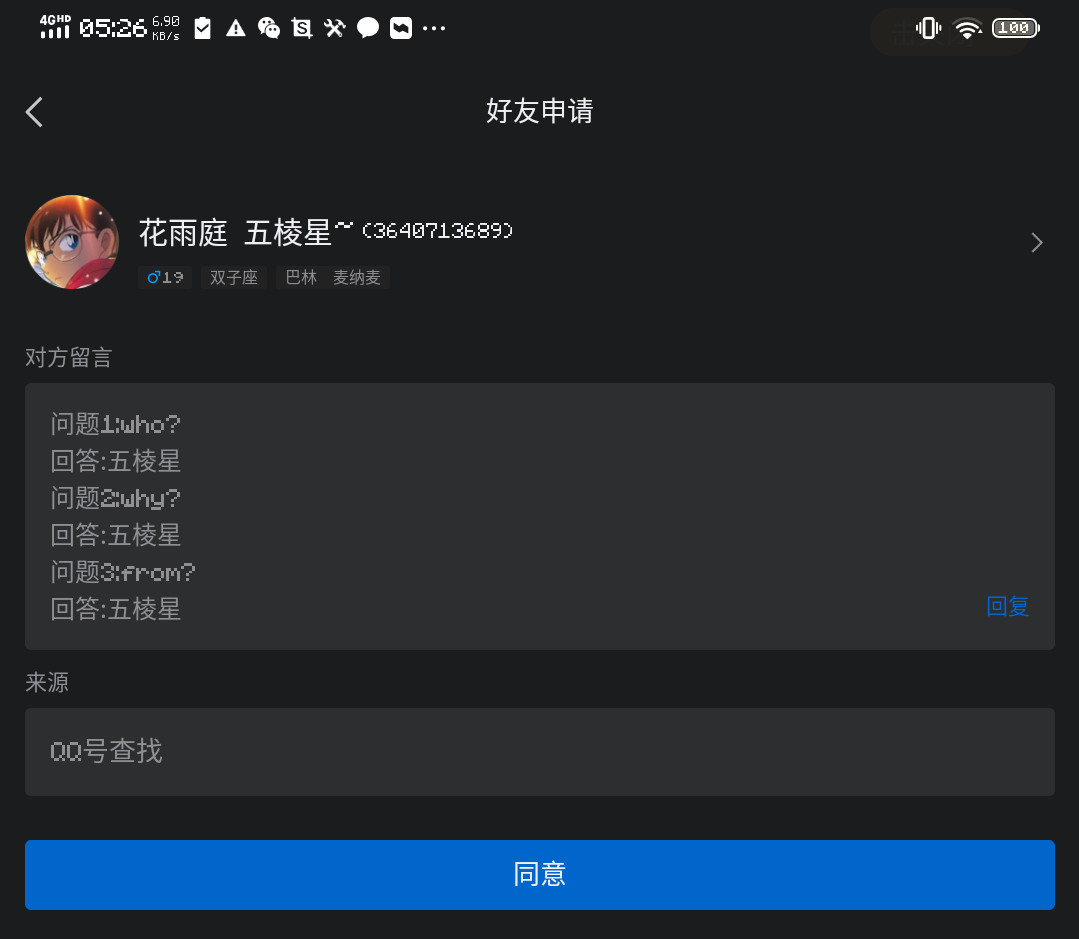 4GHD 05:26 6.90 KB/s 100
好友申请
花雨庭 五棱星~(3640713689)
♂19 双子座 巴林 麦纳麦
对方留言
问题1:who?
回答:五棱星
问题2:why?
回答:五棱星
问题3:from?
回答:五棱星
回复
来源
QQ号查找
同意